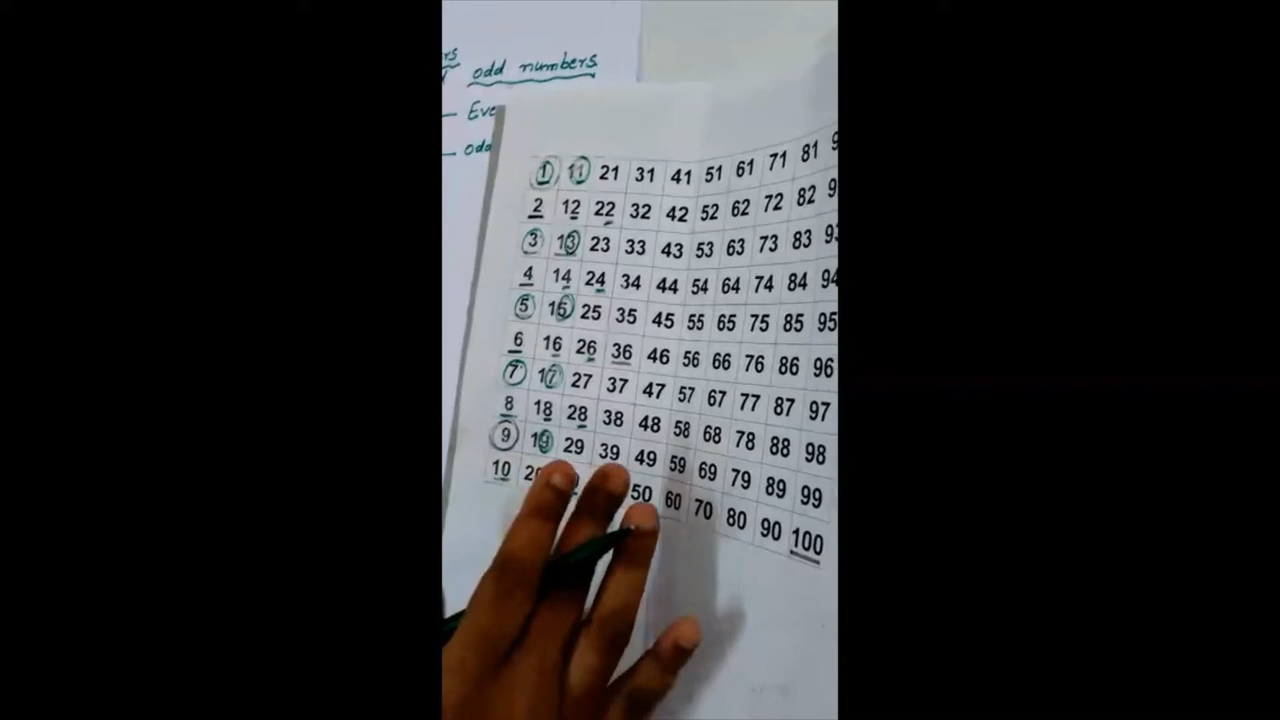 odd numbers
1 11 21 31 41 51 61 71 81
2 12 22 32 42 52 62 72 82
3 13 23 33 43 53 63 73 83 93
4 14 24 34 44 54 64 74 84 94
5 15 25 35 45 55 65 75 85 95
6 16 26 36 46 56 66 76 86 96
7 17 27 37 47 57 67 77 87 97
8 18 28 38 48 58 68 78 88 98
9 19 29 39 49 59 69 79 89 99
10 50 60 70 80 90 100